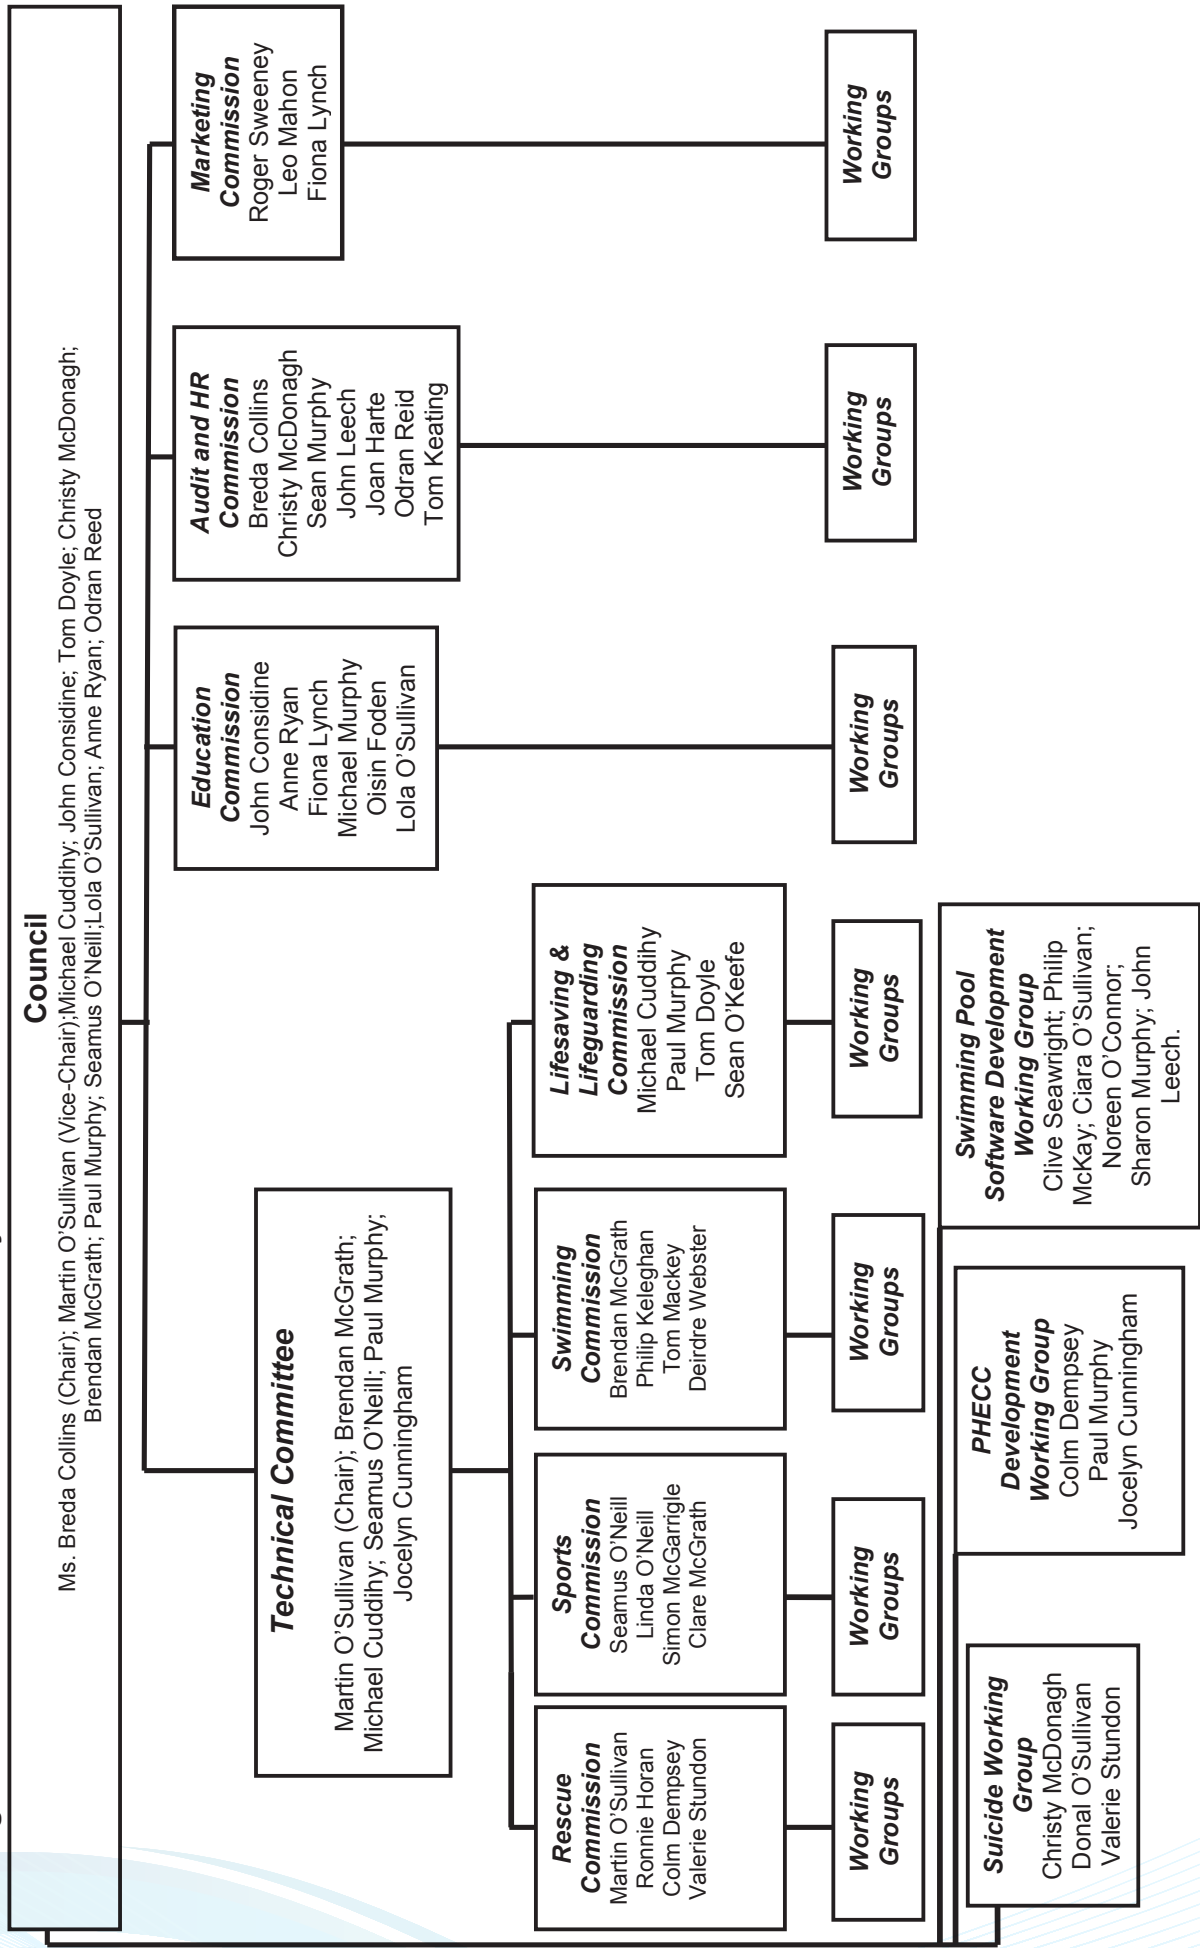 Council
Ms. Breda Collins (Chair); Martin O'Sullivan (Vice-Chair);Michael Cuddihy; John Considine; Tom Doyle; Christy McDonagh;
Brendan McGrath; Paul Murphy; Seamus O'Neil;Lola O'Sullivan; Anne Ryan; Odran Reed
Technical Committee
Martin O'Sullivan (Chair); Brendan McGrath;
Michael Cuddihy; Seamus O'Neill; Paul Murphy;
Jocelyn Cunningham
Education
Commission
John Considine
Anne Ryan
Fiona Lynch
Michael Murphy
Oisin Foden
Lola O'Sullivan
Audit and HR
Commission
Breda Collins
Christy McDonagh
Sean Murphy
John Leech
Joan Harte
Odran Reid
Tom Keating
Marketing
Commission
Roger Sweeney
Leo Mahon
Fiona Lynch
Rescue
Commission
Martin O'Sullivan
Ronnie Horan
Colm Dempsey
Valerie Stundon
Sports
Commission
Seamus O'Neill
Linda O'Neill
Simon McGarrigle
Clare McGrath
Swimming
Commission
Brendan McGrath
Philip Keleghan
Tom Mackey
Deirdre Webster
Lifesaving &
Lifeguarding
Commission
Michael Cuddihy
Paul Murphy
Tom Doyle
Sean O'Keefe
Working
Groups
Working
Groups
Working
Groups
Working
Groups
Working
Groups
Working
Groups
Working
Groups
Suicide Working
Group
Christy McDonagh
Donal O'Sullivan
Valerie Stundon
PHECC
Development
Working Group
Colm Dempsey
Paul Murphy
Jocelyn Cunningham
Swimming Pool
Software Development
Working Group
Clive Seawright; Philip
McKay; Ciara O'Sullivan;
Noreen O'Connor;
Sharon Murphy; John
Leech.